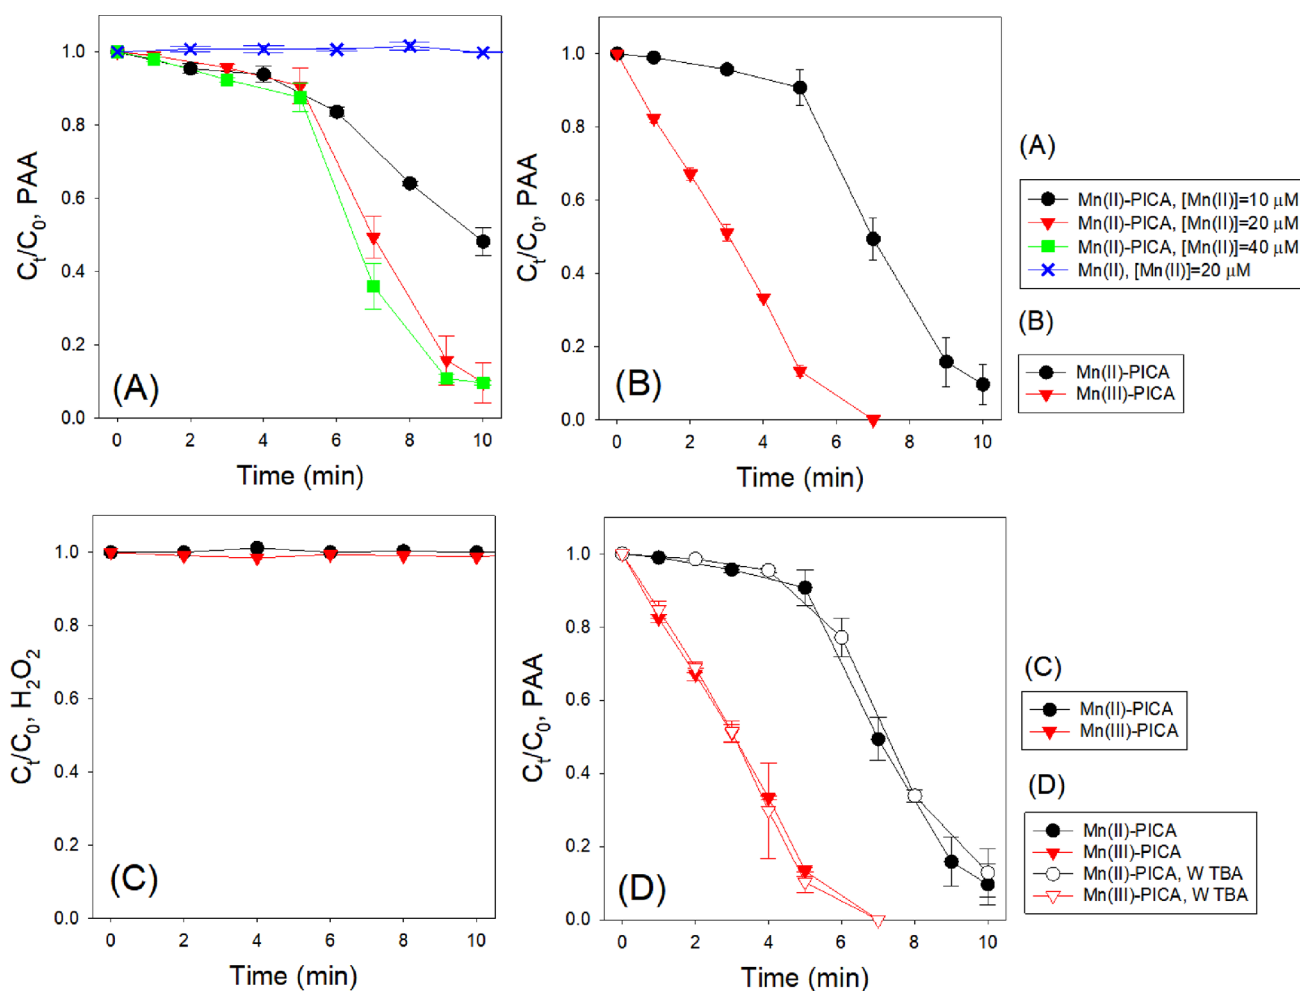 1.0
0.8
0.6
0.4
0.2
0.0
Cₜ/C₀, PAA
(A)
0 2 4 6 8 10
Time (min)
1.0
0.8
0.6
0.4
0.2
0.0
Cₜ/C₀, PAA
(B)
0 2 4 6 8 10
Time (min)
(A)
Mn(II)-PICA, [Mn(II)]=10 μM
Mn(II)-PICA, [Mn(II)]=20 μM
Mn(II)-PICA, [Mn(II)]=40 μM
Mn(II), [Mn(II)]=20 μM
(B)
Mn(II)-PICA
Mn(III)-PICA
1.0
0.8
0.6
0.4
0.2
0.0
Cₜ/C₀, H₂O₂
(C)
0 2 4 6 8 10
Time (min)
1.0
0.8
0.6
0.4
0.2
0.0
Cₜ/C₀, PAA
(D)
0 2 4 6 8 10
Time (min)
(C)
Mn(II)-PICA
Mn(III)-PICA
(D)
Mn(II)-PICA
Mn(III)-PICA
Mn(II)-PICA, W TBA
Mn(III)-PICA, W TBA